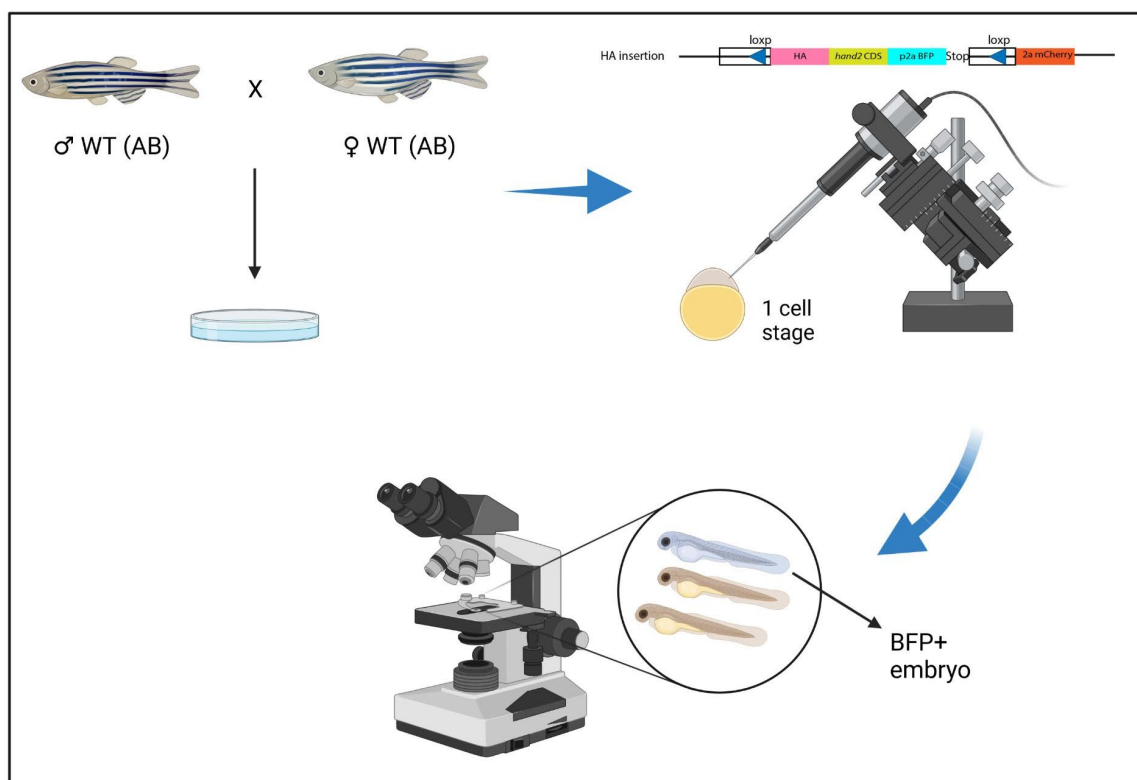 loxp loxp
HA insertion HA hand2 CDS p2a BFP Stop 2a mCherry
X
♂ WT (AB) ♀ WT (AB)
1 cell
stage
BFP+
embryo